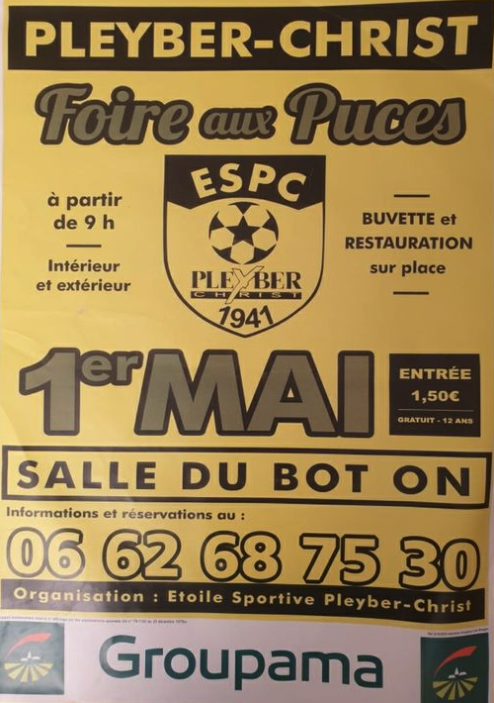 PLEYBER-CHRIST
Foire aux Puces
à partir
de 9 h
Intérieur
et extérieur
ESPC
PLEYBER
CHRIST
1941
BUVETTE et
RESTAURATION
sur place
1er MAI
ENTRÉE
1,50€
GRATUIT - 12 ANS
SALLE DU BOT ON
Informations et réservations au :
06 62 68 75 30
Organisation : Etoile Sportive Pleyber-Christ
Groupama